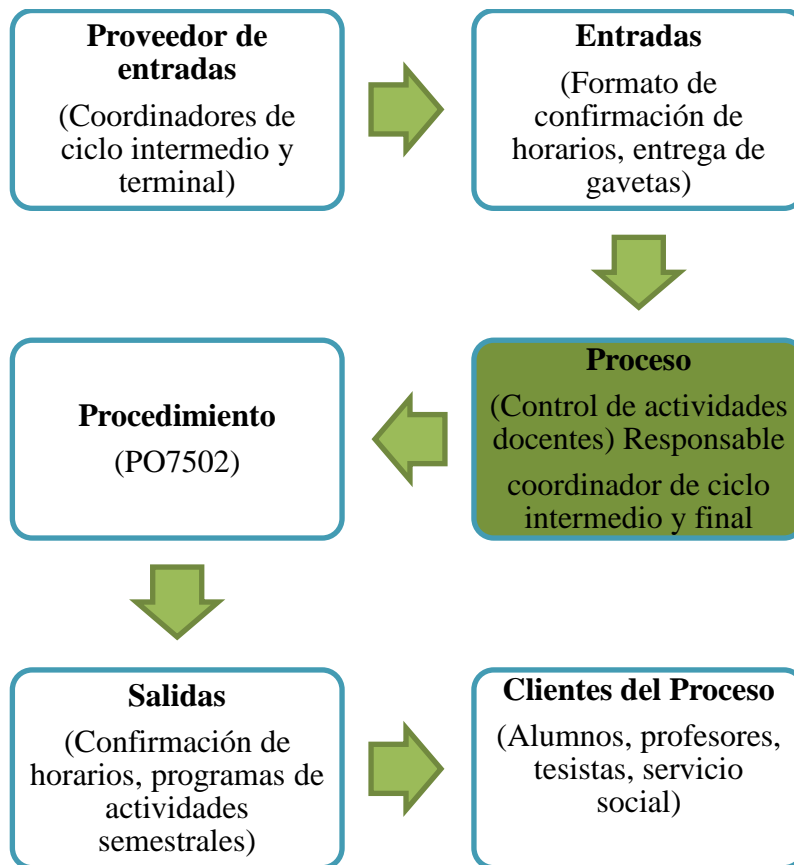 Proveedor de
entradas
(Coordinadores de
ciclo intermedio y
terminal)
Entradas
(Formato de
confirmación de
horarios, entrega de
gavetas)
Proceso
(Control de actividades
docentes) Responsable
coordinador de ciclo
intermedio y final
Procedimiento
(PO7502)
Salidas
(Confirmación de
horarios, programas de
actividades
semestrales)
Clientes del Proceso
(Alumnos, profesores,
tesistas, servicio
social)